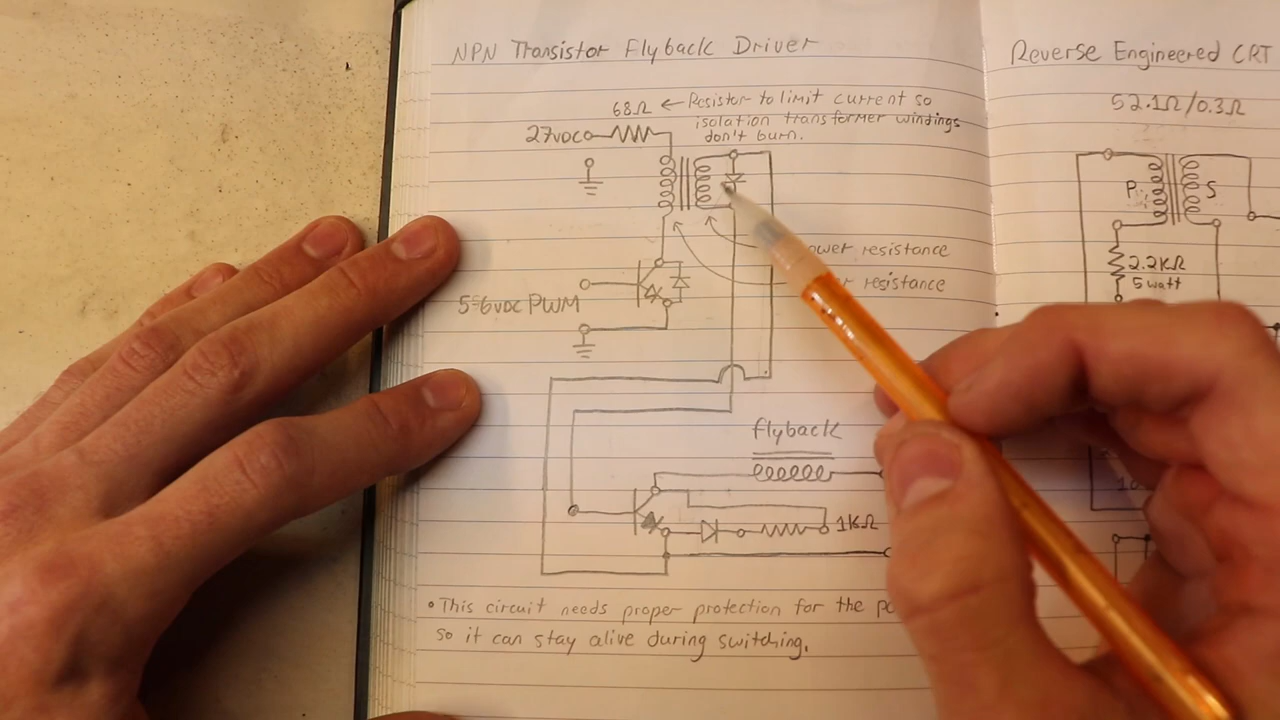 NPN Transistor Flyback Driver
68Ω ← Resistor to limit current so
isolation transformer windings
don't burn.
27VDC
resistance
resistance
5-6VDC PWM
flyback
1KΩ
• This circuit needs proper protection for the
so it can stay alive during switching.
Reverse Engineered CRT
52.1Ω/0.3Ω
P
S
2.2KΩ
5 watt